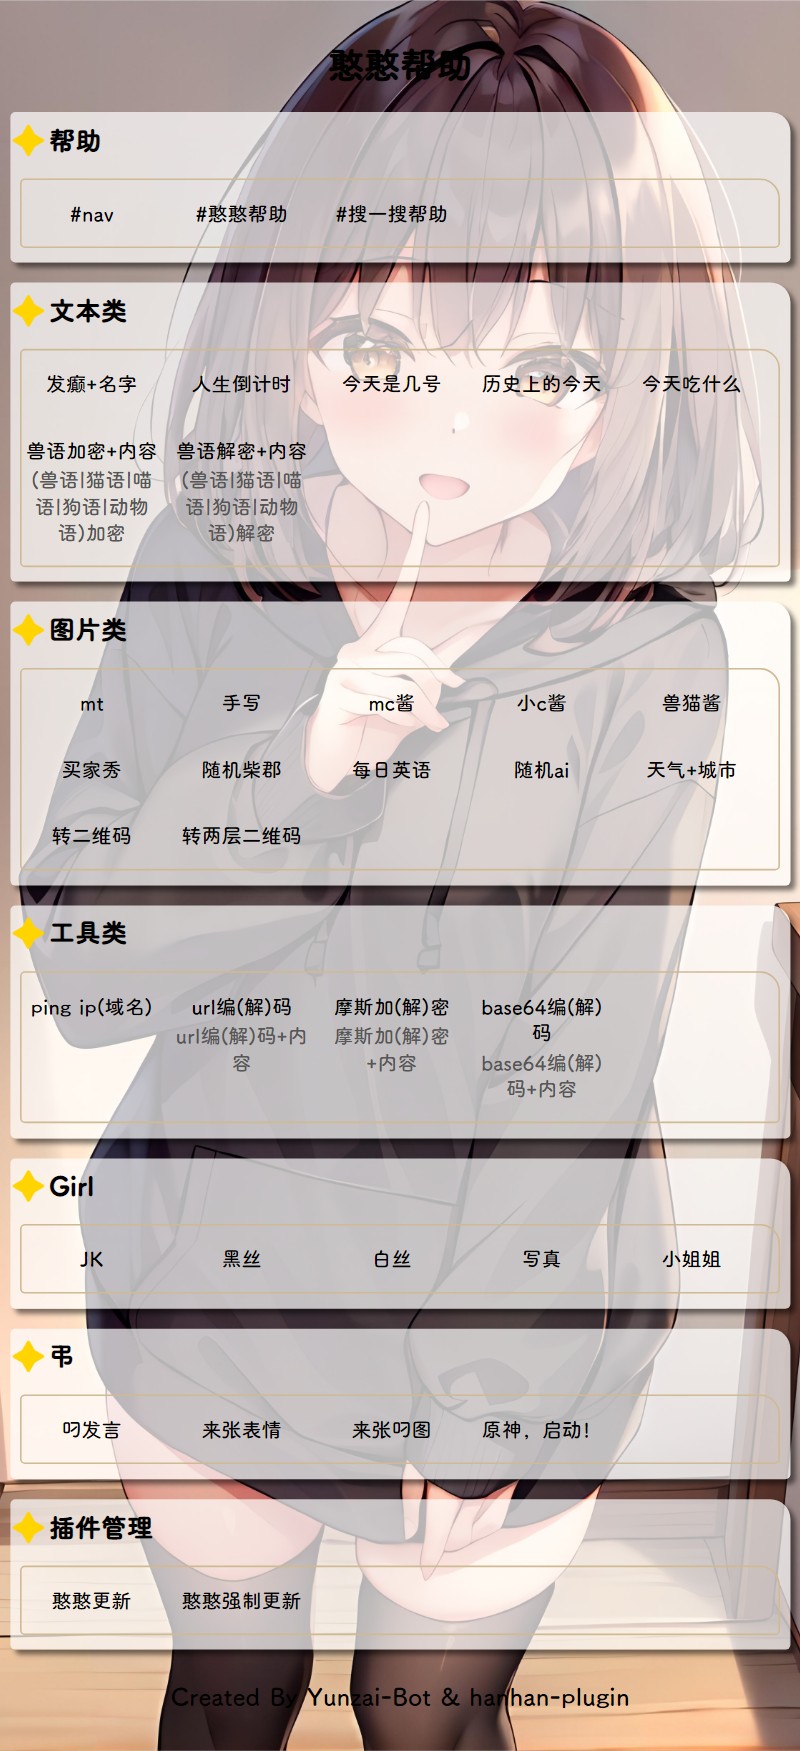 憨憨帮助
帮助
#nav #憨憨帮助 #搜一搜帮助
文本类
发癫+名字 人生倒计时 今天是几号 历史上的今天 今天吃什么
兽语加密+内容 兽语解密+内容
(兽语|猫语|喵 (兽语|猫语|喵
语|狗语|动物 语|狗语|动物
语)加密 语)解密
图片类
mt 手写 mc酱 小c酱 兽猫酱
买家秀 随机柴郡 每日英语 随机ai 天气+城市
转二维码 转两层二维码
工具类
ping ip(域名) url编(解)码 摩斯加(解)密 base64编(解)
码
url编(解)码+内 摩斯加(解)密
容 +内容 base64编(解)
码+内容
Girl
JK 黑丝 白丝 写真 小姐姐
弔
叼发言 来张表情 来张叼图 原神，启动！
插件管理
憨憨更新 憨憨强制更新
Created By Yunzai-Bot & hanhan-plugin